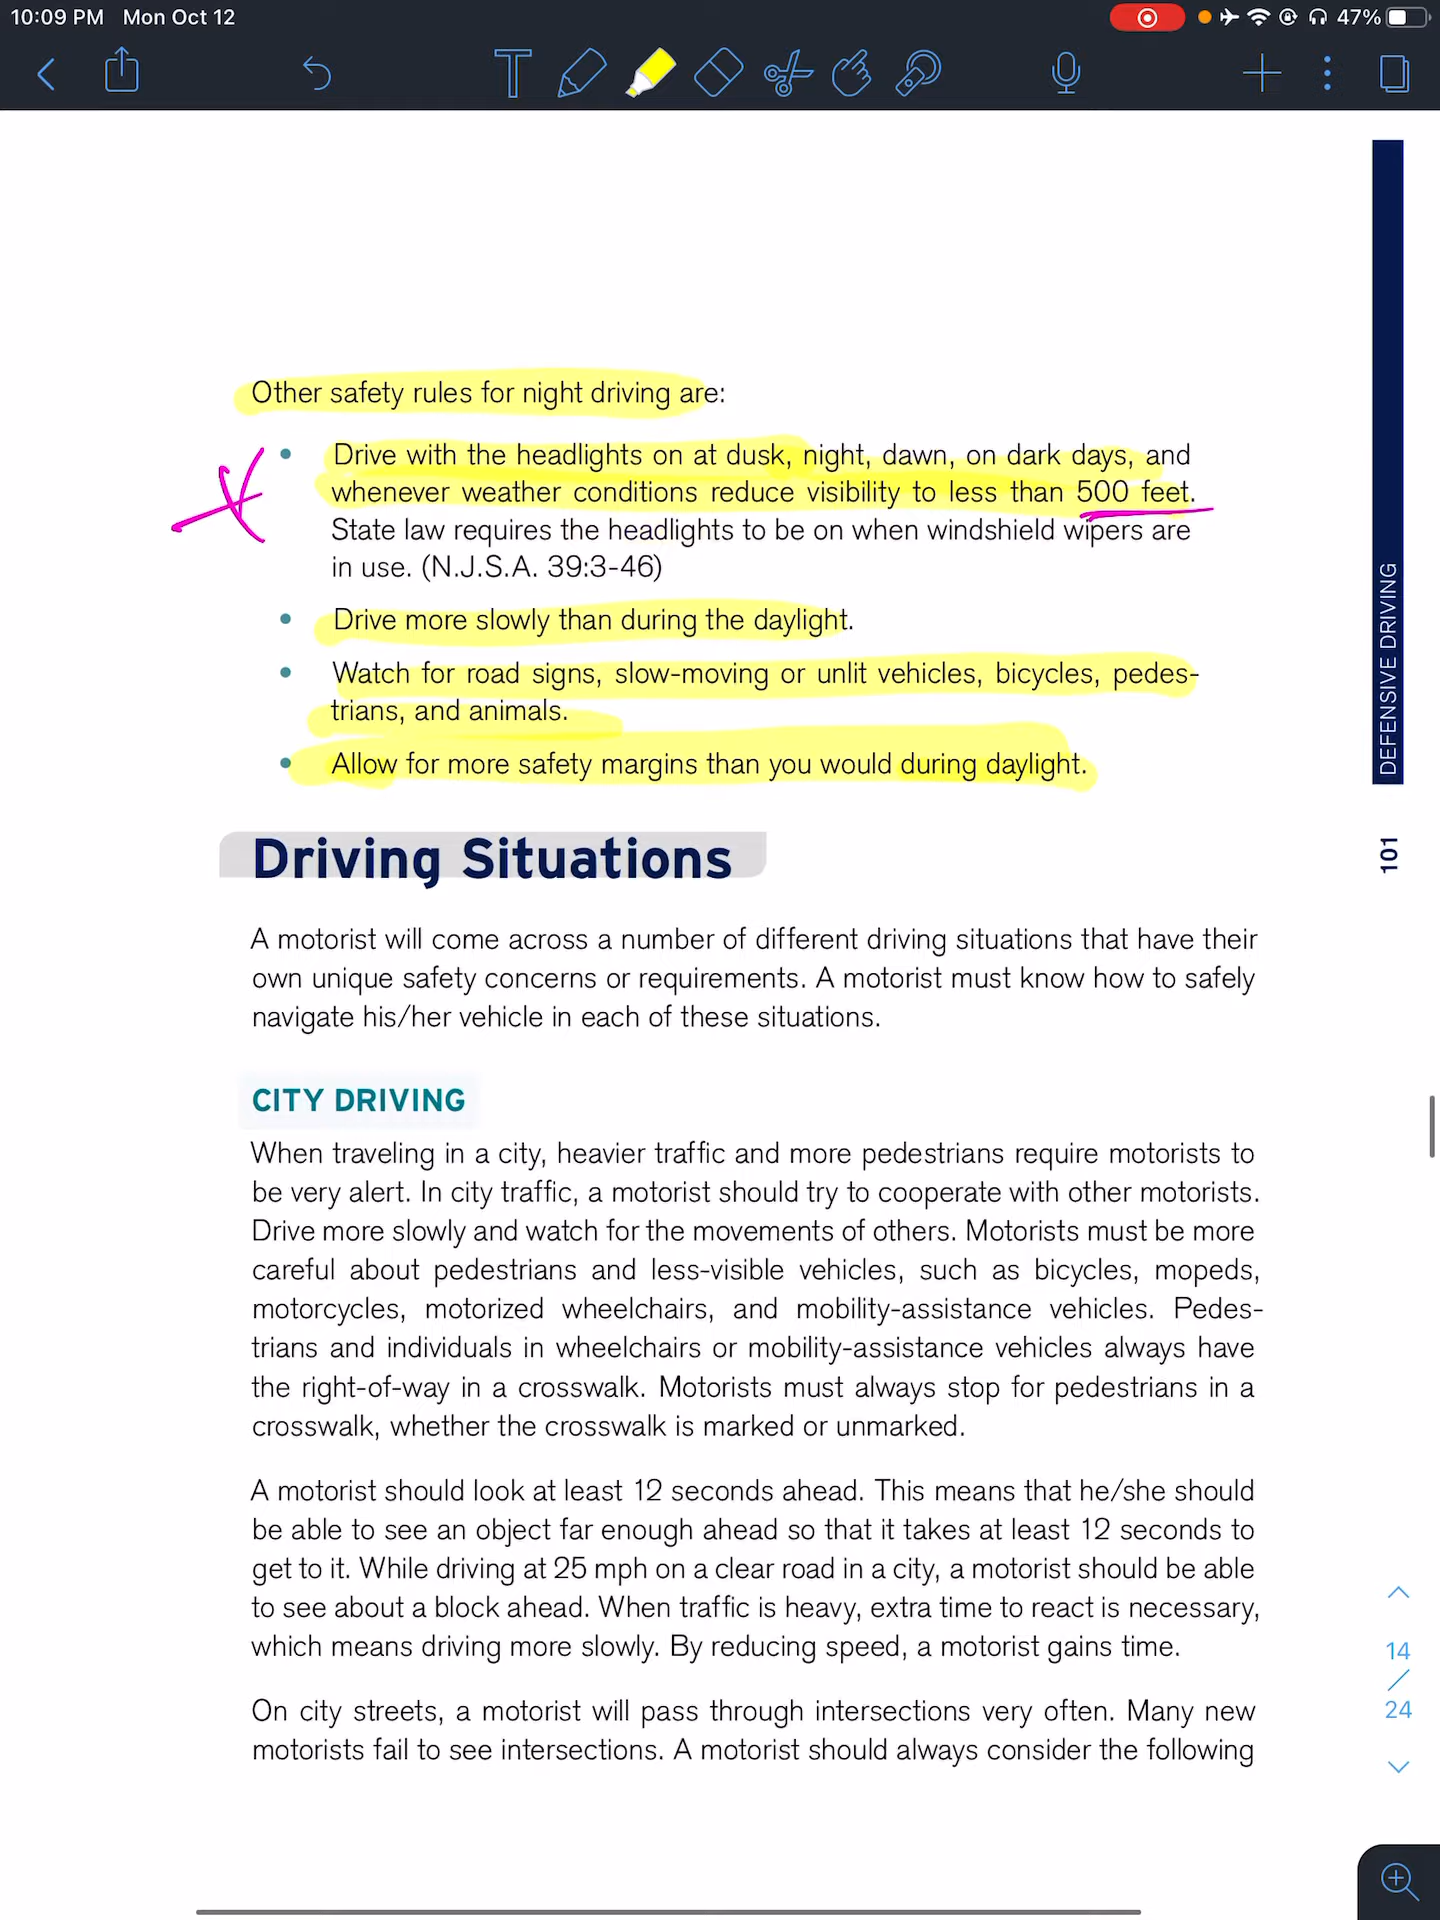 10:09 PM Mon Oct 12
47%
Other safety rules for night driving are:
• Drive with the headlights on at dusk, night, dawn, on dark days, and
whenever weather conditions reduce visibility to less than 500 feet.
State law requires the headlights to be on when windshield wipers are
in use. (N.J.S.A. 39:3-46)
• Drive more slowly than during the daylight.
• Watch for road signs, slow-moving or unlit vehicles, bicycles, pedes-
trians, and animals.
• Allow for more safety margins than you would during daylight.
DEFENSIVE DRIVING
101
Driving Situations
A motorist will come across a number of different driving situations that have their
own unique safety concerns or requirements. A motorist must know how to safely
navigate his/her vehicle in each of these situations.
CITY DRIVING
When traveling in a city, heavier traffic and more pedestrians require motorists to
be very alert. In city traffic, a motorist should try to cooperate with other motorists.
Drive more slowly and watch for the movements of others. Motorists must be more
careful about pedestrians and less-visible vehicles, such as bicycles, mopeds,
motorcycles, motorized wheelchairs, and mobility-assistance vehicles. Pedes-
trians and individuals in wheelchairs or mobility-assistance vehicles always have
the right-of-way in a crosswalk. Motorists must always stop for pedestrians in a
crosswalk, whether the crosswalk is marked or unmarked.
A motorist should look at least 12 seconds ahead. This means that he/she should
be able to see an object far enough ahead so that it takes at least 12 seconds to
get to it. While driving at 25 mph on a clear road in a city, a motorist should be able
to see about a block ahead. When traffic is heavy, extra time to react is necessary,
which means driving more slowly. By reducing speed, a motorist gains time.
On city streets, a motorist will pass through intersections very often. Many new
motorists fail to see intersections. A motorist should always consider the following
14
/
24